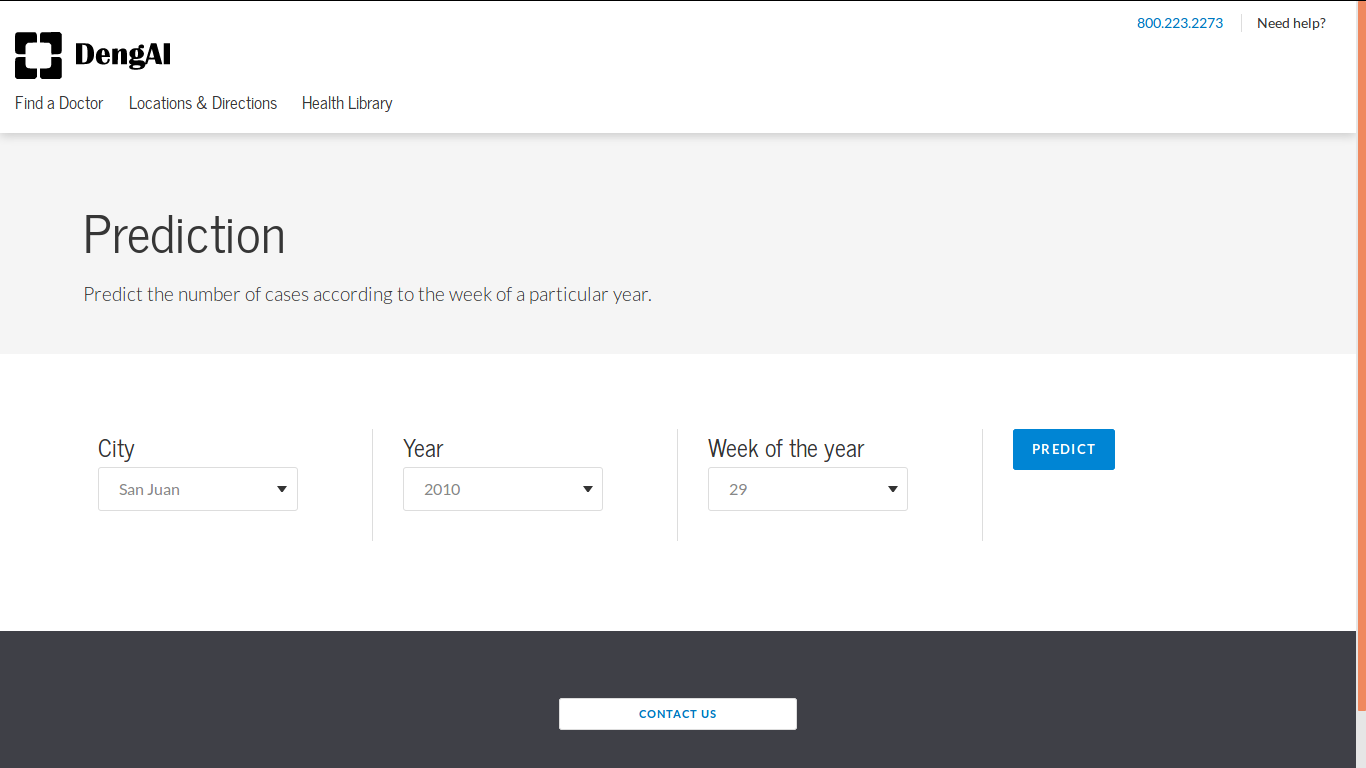 800.223.2273 Need help?
DengAI
Find a Doctor Locations & Directions Health Library
Prediction
Predict the number of cases according to the week of a particular year.
City Year Week of the year PREDICT
San Juan 2010 29
CONTACT US